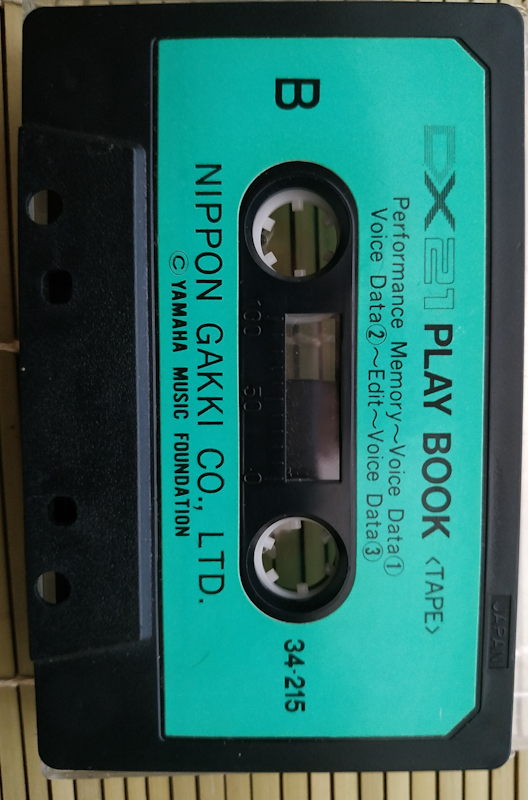 B
DX21 PLAY BOOK <TAPE>
Performance Memory~Voice Data①
Voice Data②~Edit~Voice Data③
100 50 0
NIPPON GAKKI CO., LTD.
© YAMAHA MUSIC FOUNDATION
34-215
JAPAN